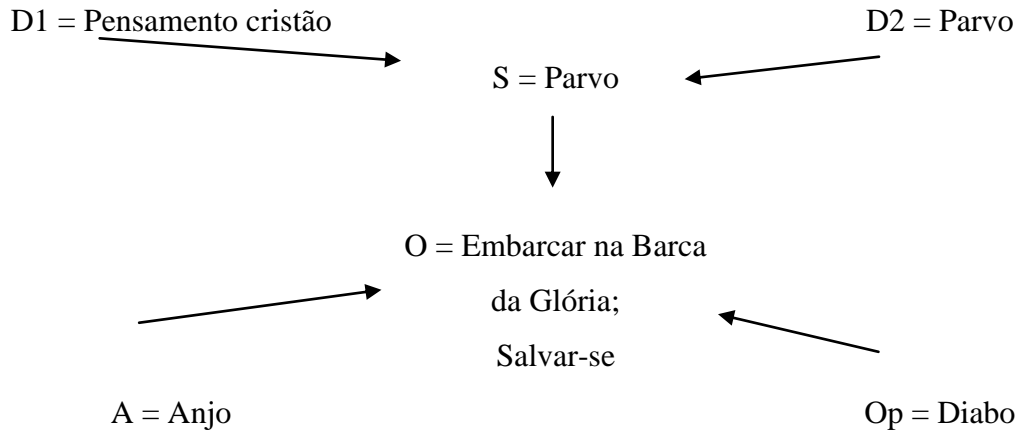 D1 = Pensamento cristão
D2 = Parvo
S = Parvo
O = Embarcar na Barca
da Glória;
Salvar-se
A = Anjo
Op = Diabo